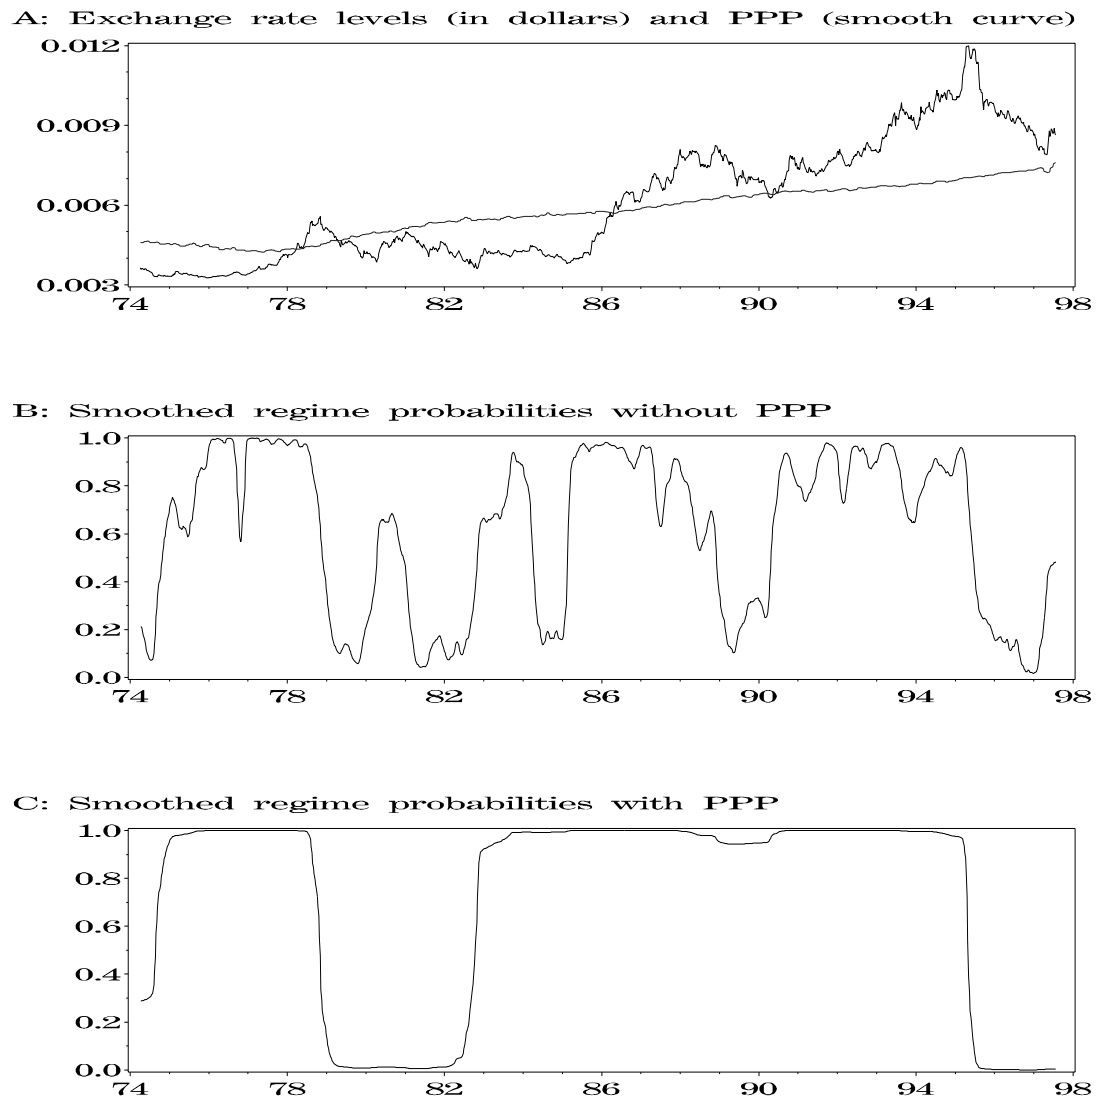 A: Exchange rate levels (in dollars) and PPP (smooth curve)
0.012
0.009
0.006
0.003
74 78 82 86 90 94 98
B: Smoothed regime probabilities without PPP
1.0
0.8
0.6
0.4
0.2
0.0
74 78 82 86 90 94 98
C: Smoothed regime probabilities with PPP
1.0
0.8
0.6
0.4
0.2
0.0
74 78 82 86 90 94 98